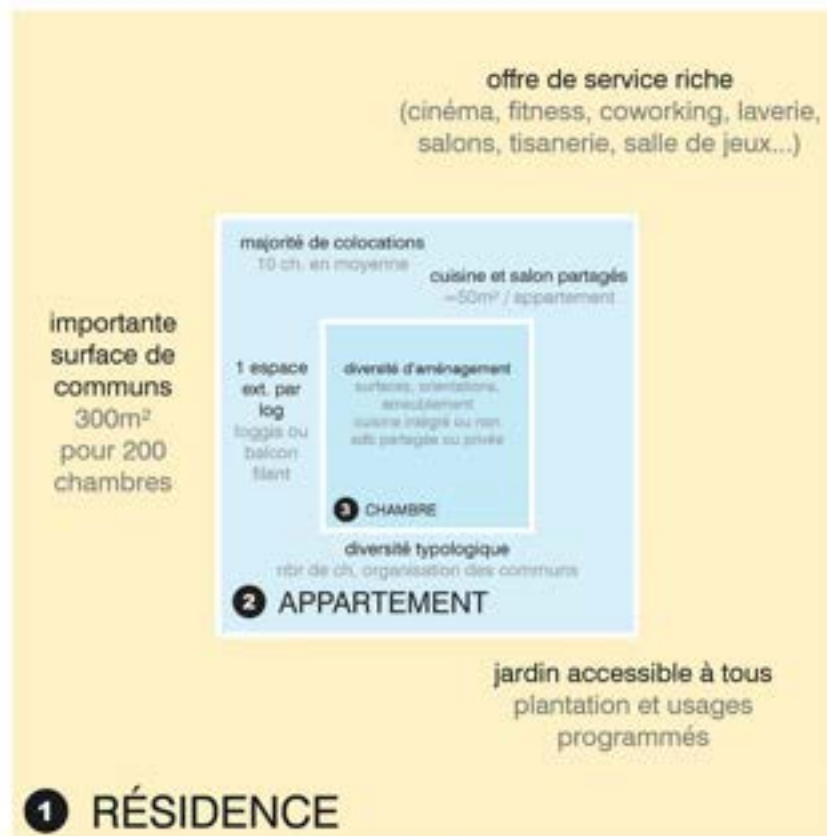 offre de service riche
(cinéma, fitness, coworking, laverie,
salons, tisanerie, salle de jeux...)
majorité de colocations
10 ch. en moyenne
cuisine et salon partagés
~50m² / appartement
importante
surface de
communs
300m²
pour 200
chambres
1 espace
ext. par
log
loggia ou
balcon
filant
diversité d'aménagement
surfaces, orientations,
ameublement
cuisine intégré ou non
sdb partagée ou privée
3 CHAMBRE
diversité typologique
nbr de ch, organisation des communs
2 APPARTEMENT
jardin accessible à tous
plantation et usages
programmés
1 RÉSIDENCE